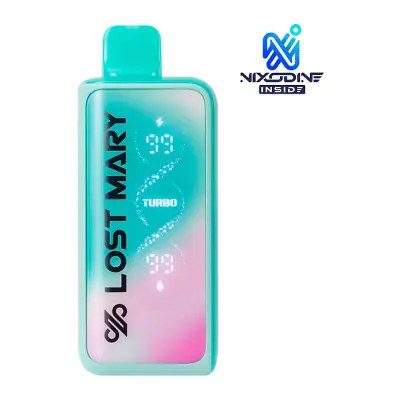 NIXODINE
INSIDE
99
TURBO
99
LOST MARY